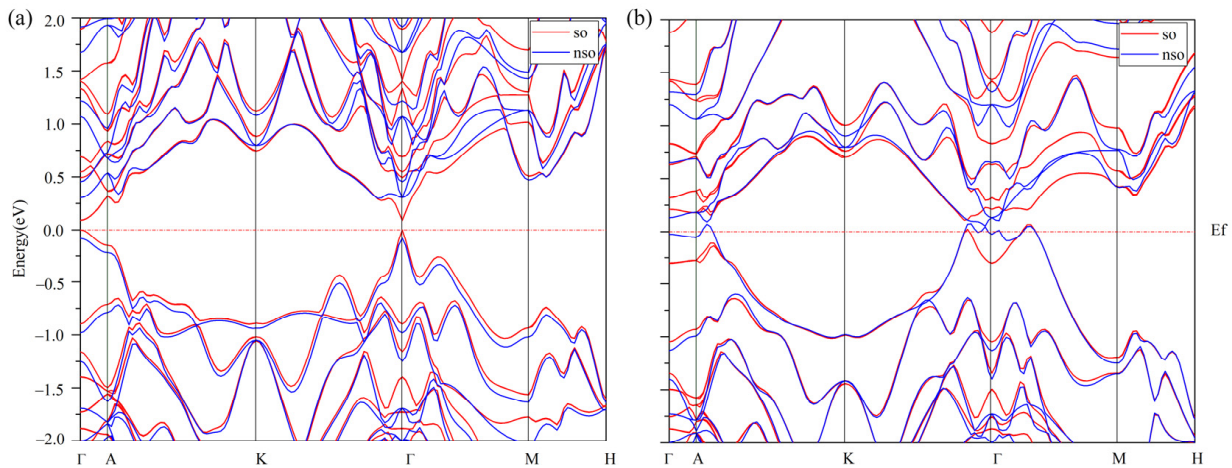 (a)
so
nso
Energy(eV)
2.0
1.5
1.0
0.5
0.0
−0.5
−1.0
−1.5
−2.0
Γ A K Γ M H
(b)
so
nso
Ef
Γ A K Γ M H